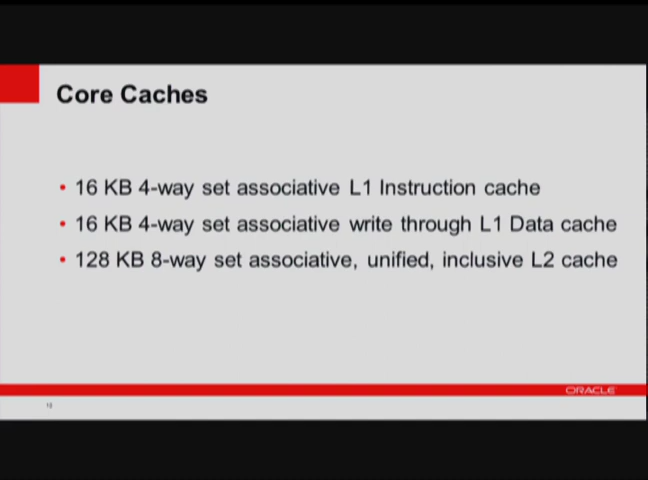 Core Caches
• 16 KB 4-way set associative L1 Instruction cache
• 16 KB 4-way set associative write through L1 Data cache
• 128 KB 8-way set associative, unified, inclusive L2 cache
ORACLE